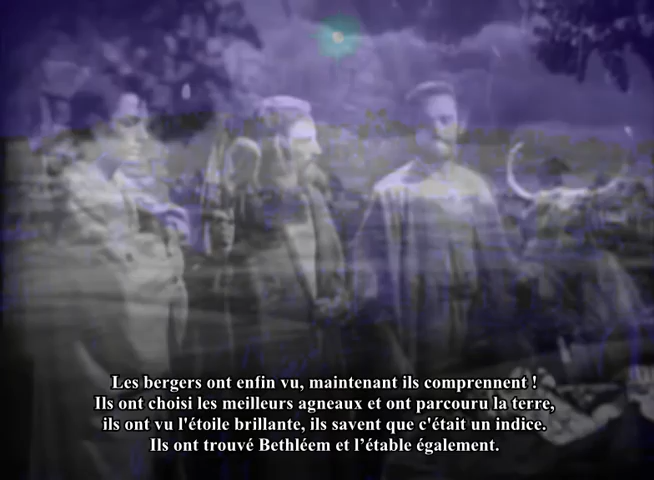 Les bergers ont enfin vu, maintenant ils comprennent !
Ils ont choisi les meilleurs agneaux et ont parcouru la terre,
ils ont vu l'étoile brillante, ils savent que c'était un indice.
Ils ont trouvé Bethléem et l’étable également.